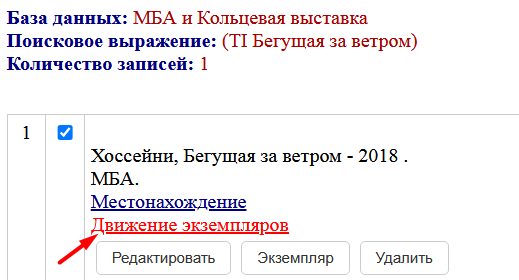 База данных: МБА и Кольцевая выставка
Поисковое выражение: (TI Бегущая за ветром)
Количество записей: 1
1
Хоссейни, Бегущая за ветром - 2018 .
МБА.
Местонахождение
Движение экземпляров
Редактировать Экземпляр Удалить